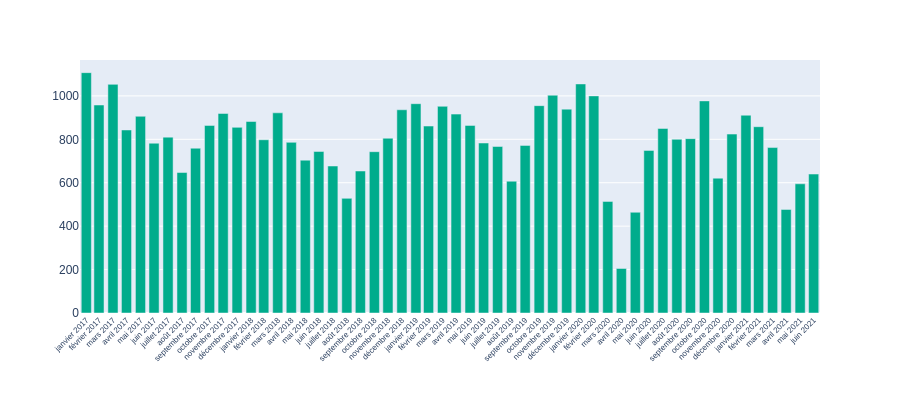 1000
800
600
400
200
0
janvier 2017
février 2017
mars 2017
avril 2017
mai 2017
juin 2017
juillet 2017
août 2017
septembre 2017
octobre 2017
novembre 2017
décembre 2017
janvier 2018
février 2018
mars 2018
avril 2018
mai 2018
juin 2018
juillet 2018
août 2018
septembre 2018
octobre 2018
novembre 2018
décembre 2018
janvier 2019
février 2019
mars 2019
avril 2019
mai 2019
juin 2019
juillet 2019
août 2019
septembre 2019
octobre 2019
novembre 2019
décembre 2019
janvier 2020
février 2020
mars 2020
avril 2020
mai 2020
juin 2020
juillet 2020
août 2020
septembre 2020
octobre 2020
novembre 2020
décembre 2020
janvier 2021
février 2021
mars 2021
avril 2021
mai 2021
juin 2021